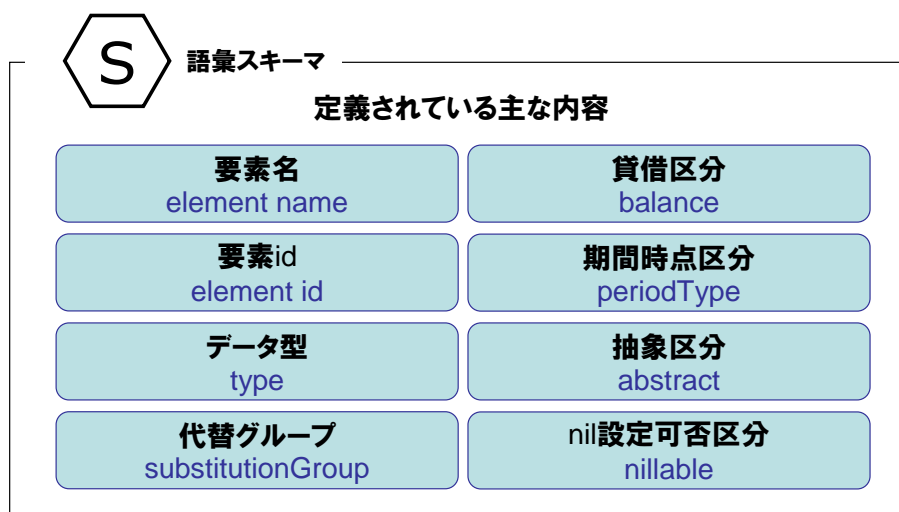 S 語彙スキーマ
定義されている主な内容
要素名
element name
貸借区分
balance
要素id
element id
期間時点区分
periodType
データ型
type
抽象区分
abstract
代替グループ
substitutionGroup
nil設定可否区分
nillable